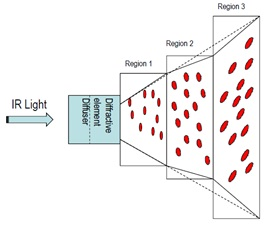 Region 3
Region 2
Region 1
IR Light
Diffractive
element
Diffuser